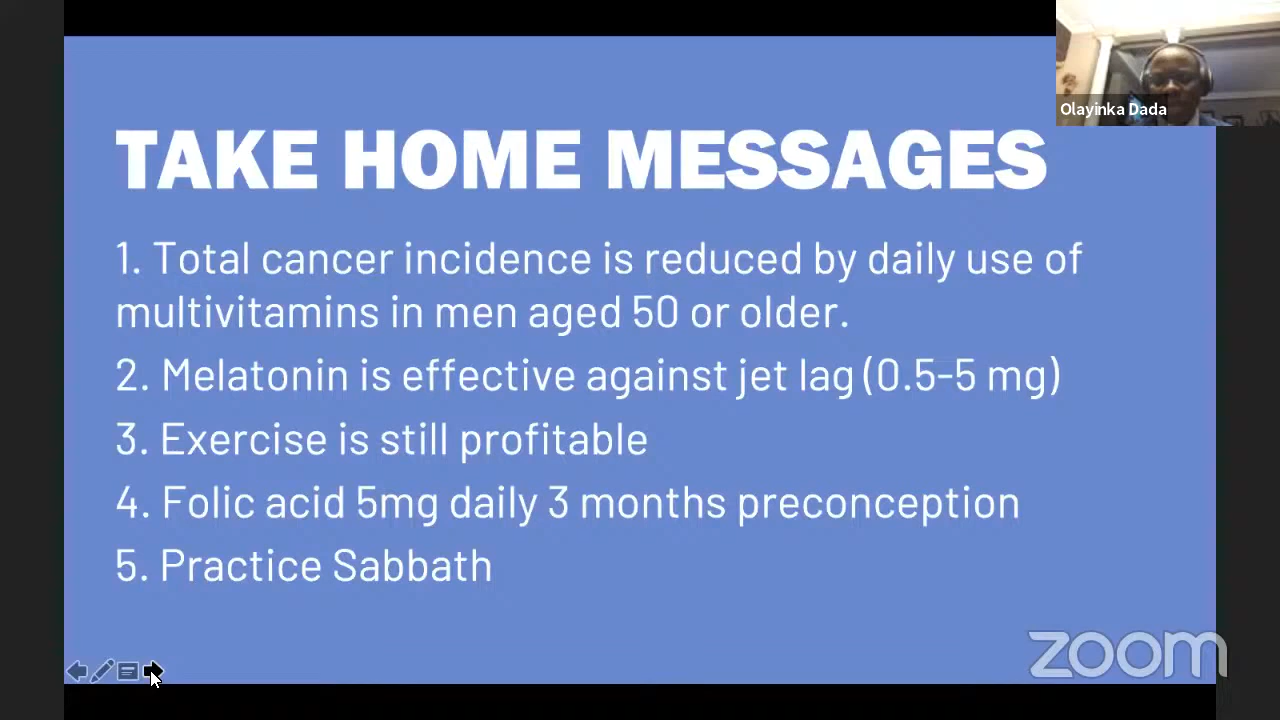 Olayinka Dada
TAKE HOME MESSAGES
1. Total cancer incidence is reduced by daily use of
multivitamins in men aged 50 or older.
2. Melatonin is effective against jet lag (0.5-5 mg)
3. Exercise is still profitable
4. Folic acid 5mg daily 3 months preconception
5. Practice Sabbath
zoom